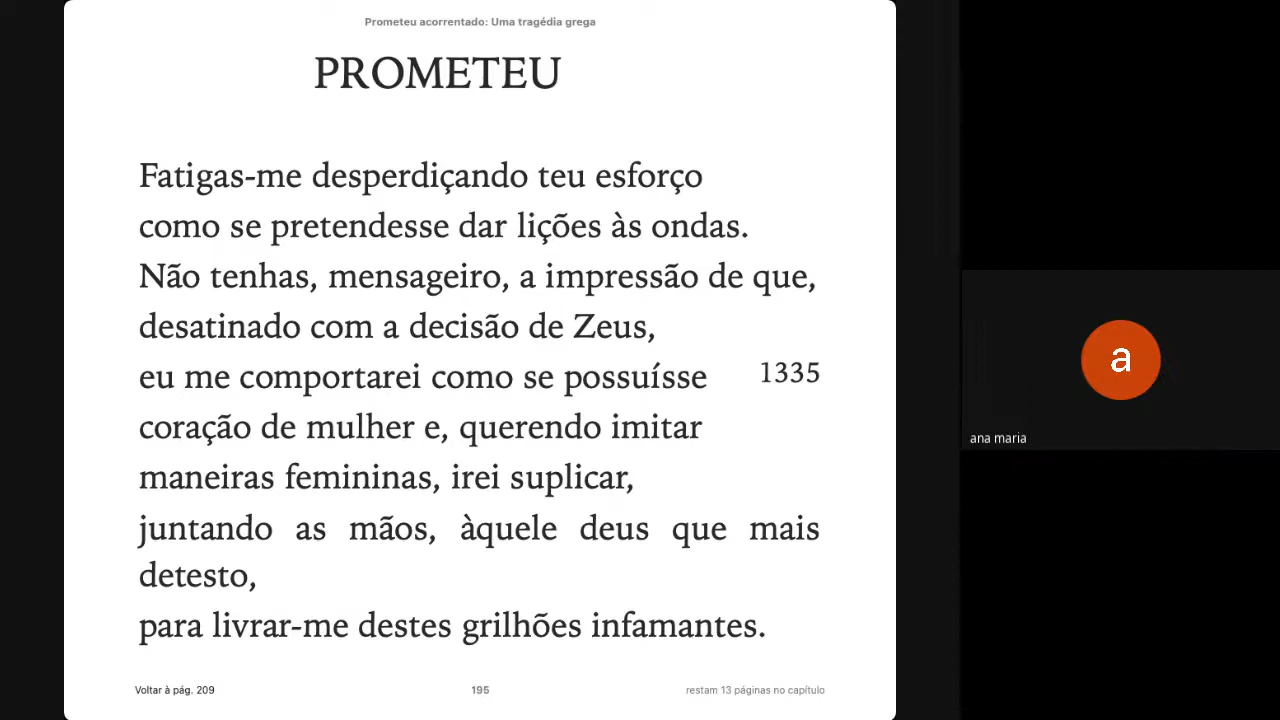 Prometeu acorrentado: Uma tragédia grega
PROMETEU
Fatigas-me desperdiçando teu esforço
como se pretendesse dar lições às ondas.
Não tenhas, mensageiro, a impressão de que,
desatinado com a decisão de Zeus,
eu me comportarei como se possuísse 1335
coração de mulher e, querendo imitar
maneiras femininas, irei suplicar,
juntando as mãos, àquele deus que mais
detesto,
para livrar-me destes grilhões infamantes.
Voltar à pág. 209 195 restam 13 páginas no capítulo
a
ana maria